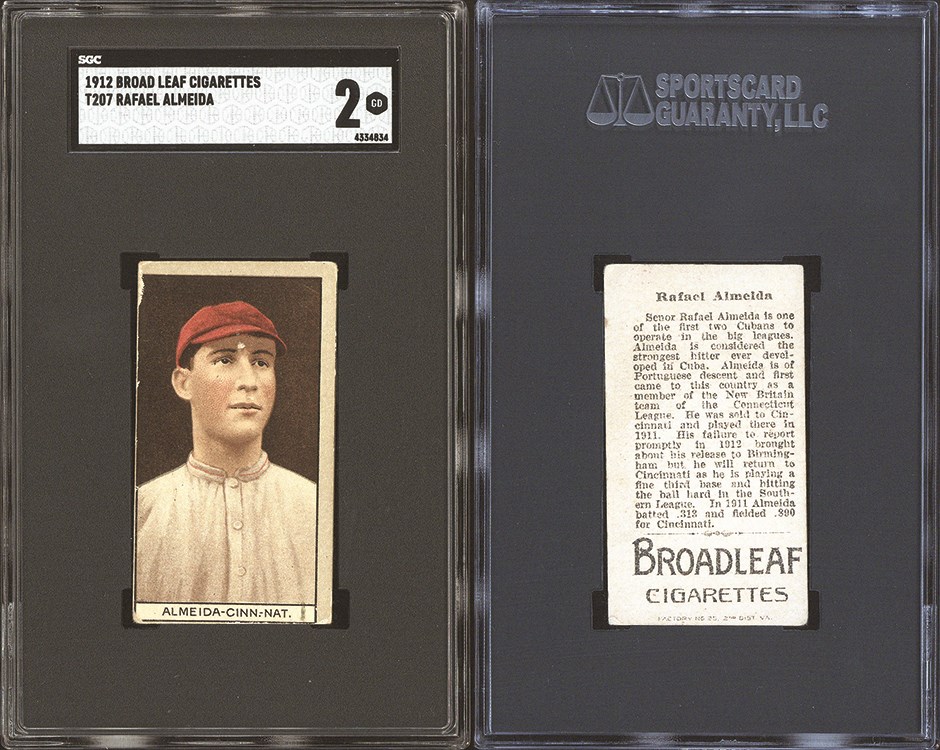 SGC
1912 BROAD LEAF CIGARETTES
T207 RAFAEL ALMEIDA
2 GD
4334834
ALMEIDA-CINN.-NAT.
SPORTSCARD
GUARANTY, LLC
Rafael Almeida
Senor Rafael Almeida is one
of the first two Cubans to
operate in the big leagues.
Almeida is considered the
strongest hitter ever devel-
oped in Cuba. Almeida is of
Portuguese descent and first
came to this country as a
member of the New Britain
team of the Connecticut
League. He was sold to Cin-
cinnati and played there in
1911. His failure to report
promptly in 1912 brought
about his release to Birming-
ham but he will return to
Cincinnati as he is playing a
fine third base and hitting
the ball hard in the South-
ern League. In 1911 Almeida
batted .313 and fielded .890
for Cincinnati.
BROADLEAF
CIGARETTES
FACTORY NO 25, 2ND DIST. VA.